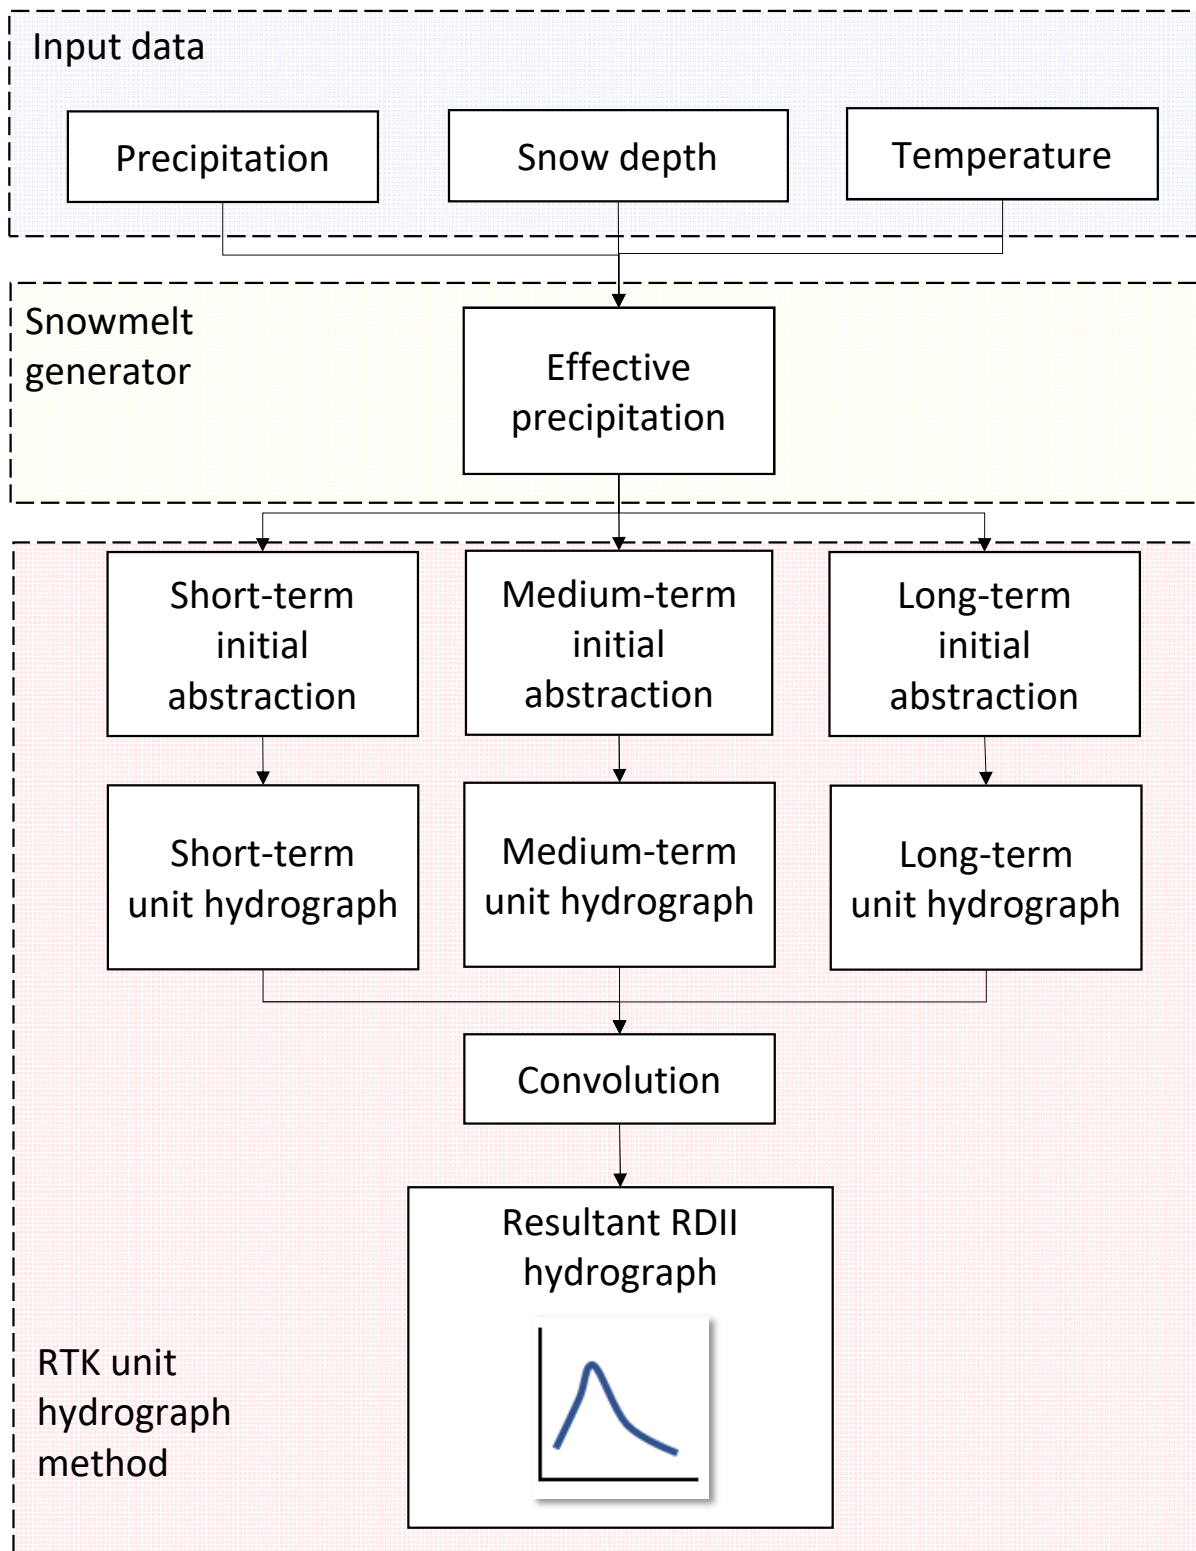 Input data
Precipitation
Snow depth
Temperature
Snowmelt
generator
Effective
precipitation
Short-term
initial
abstraction
Medium-term
initial
abstraction
Long-term
initial
abstraction
Short-term
unit hydrograph
Medium-term
unit hydrograph
Long-term
unit hydrograph
Convolution
Resultant RDII
hydrograph
RTK unit
hydrograph
method